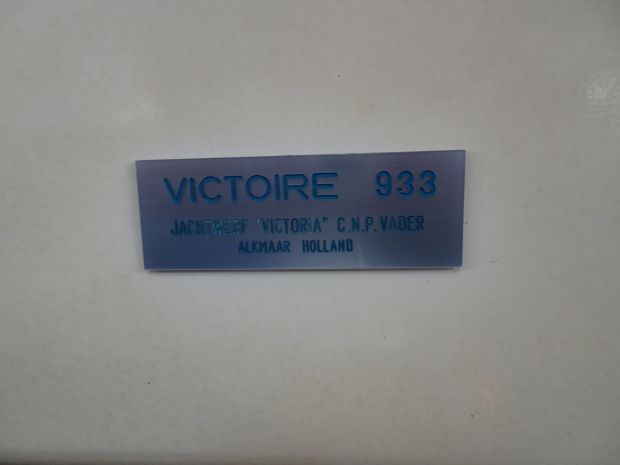 VICTOIRE 933
JACHTWERF "VICTORIA" C.N.P. VADER
ALKMAAR HOLLAND